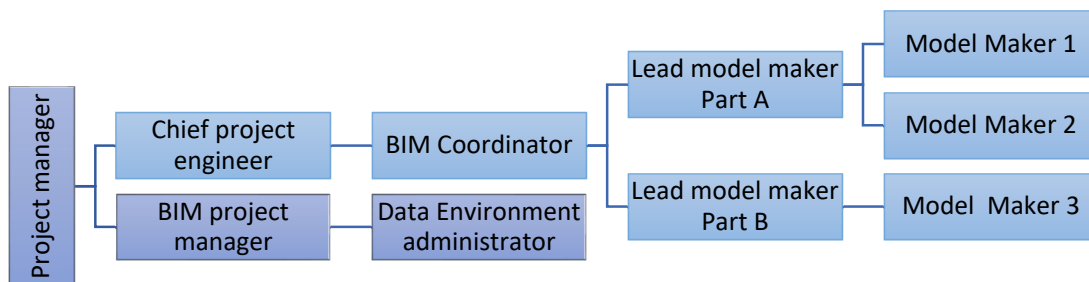 Project manager
Chief project
engineer
BIM project
manager
BIM Coordinator
Data Environment
administrator
Lead model maker
Part A
Lead model maker
Part B
Model Maker 1
Model Maker 2
Model  Maker 3